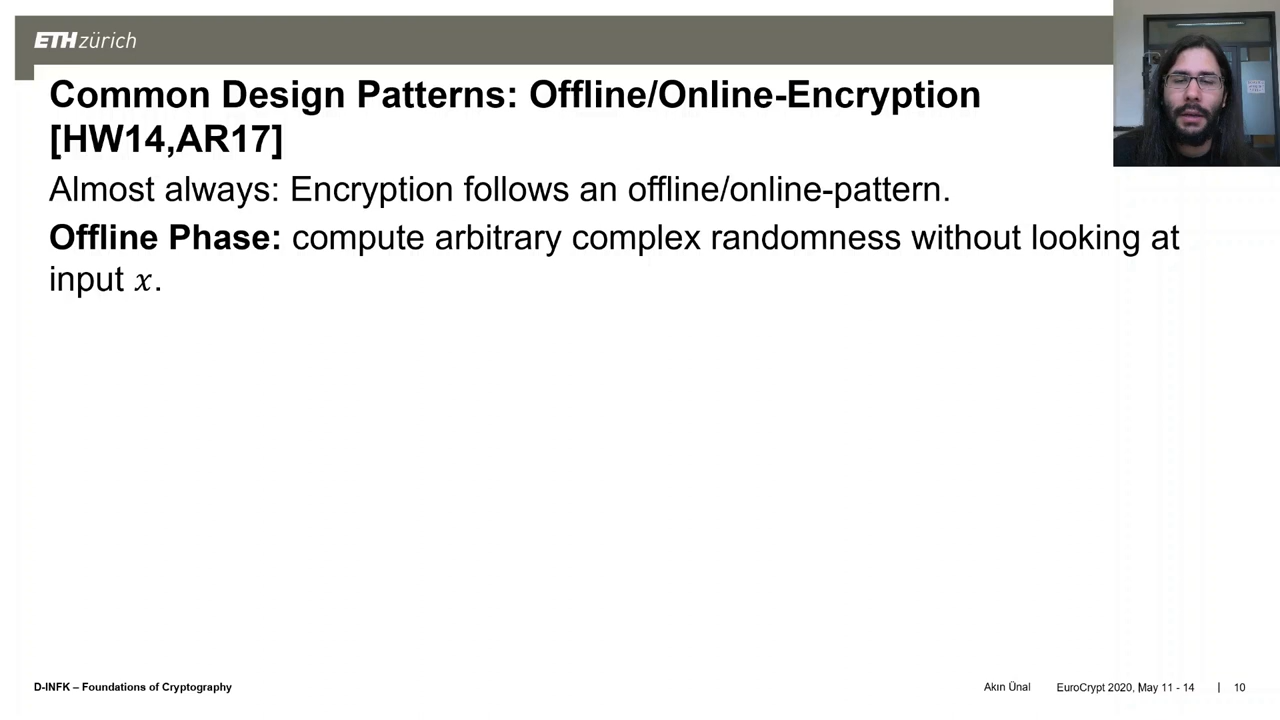 ETH zürich
Common Design Patterns: Offline/Online-Encryption
[HW14,AR17]
Almost always: Encryption follows an offline/online-pattern.
Offline Phase: compute arbitrary complex randomness without looking at
input x.
D-INFK – Foundations of Cryptography
Akın Ünal
EuroCrypt 2020, May 11 - 14
| 10